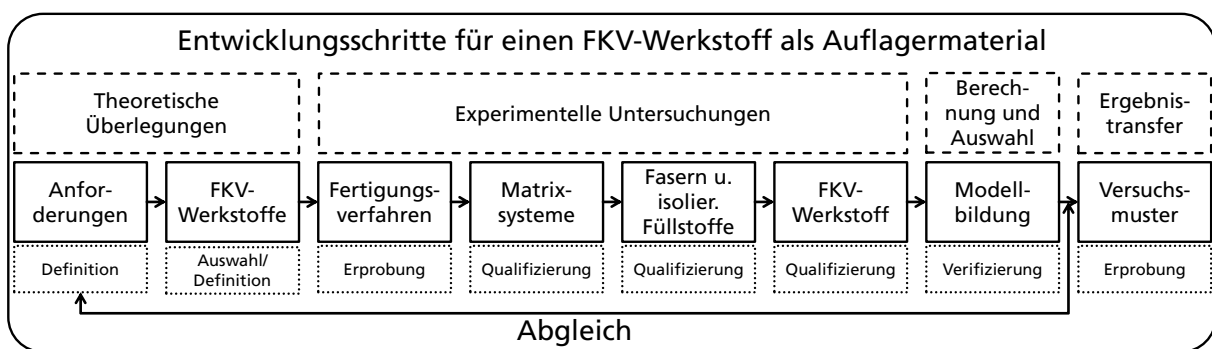 Entwicklungsschritte für einen FKV-Werkstoff als Auflagermaterial
Theoretische
Überlegungen
Experimentelle Untersuchungen
Berech-
nung und
Auswahl
Ergebnis-
transfer
Anfor-
derungen
FKV-
Werkstoffe
Fertigungs-
verfahren
Matrix-
systeme
Fasern u.
isolier.
Füllstoffe
FKV-
Werkstoff
Modell-
bildung
Versuchs-
muster
Definition
Auswahl/
Definition
Erprobung
Qualifizierung
Qualifizierung
Qualifizierung
Verifizierung
Erprobung
Abgleich